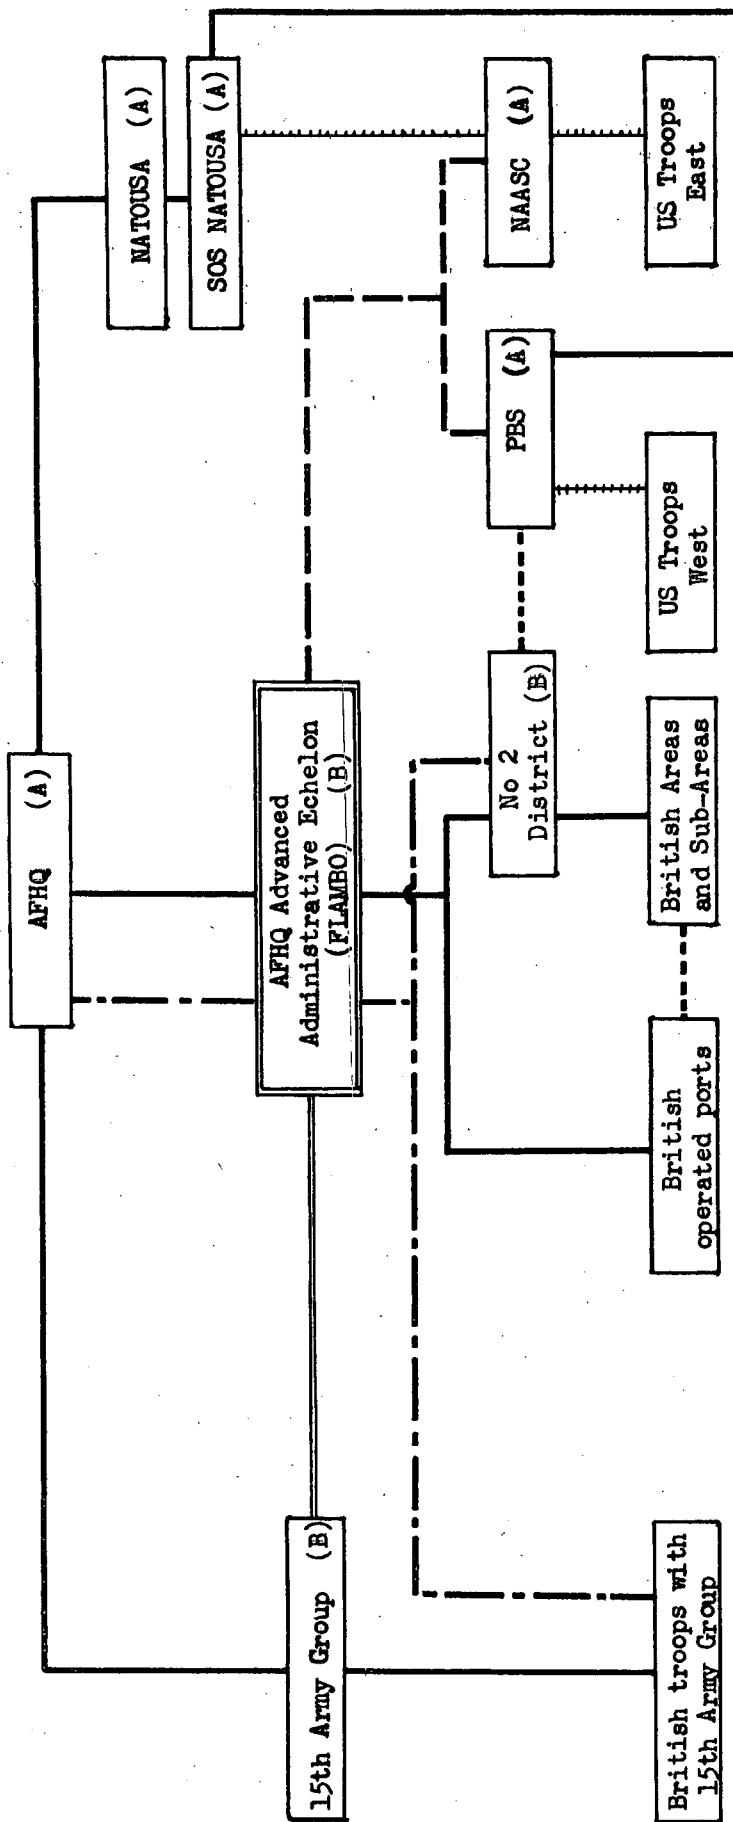 AFHQ (A)
NATOUSA (A)
SOS NATOUSA (A)
15th Army Group (B)
AFHQ Advanced
Administrative Echelon
(FLAMBO) (B)
No 2
District (B)
PBS (A)
NAASC (A)
British troops with
15th Army Group
British
operated ports
British Areas
and Sub-Areas
US Troops
West
US Troops
East